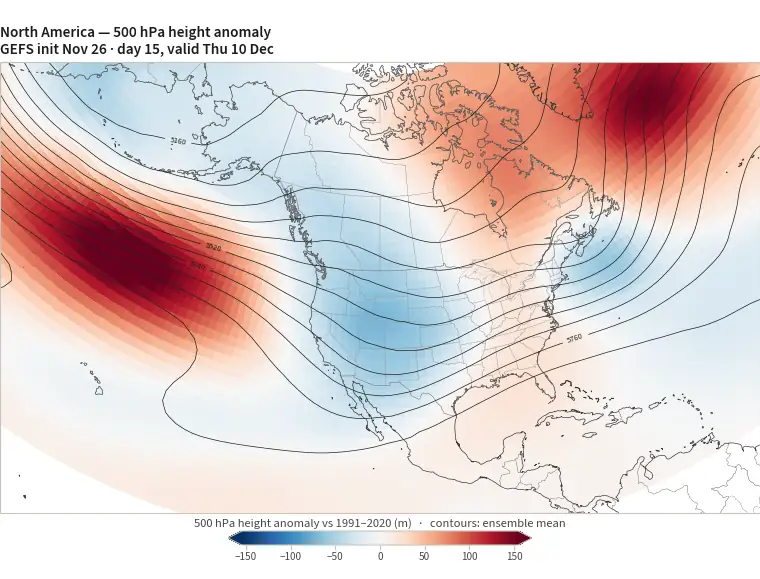 North America — 500 hPa height anomaly
GEFS init Nov 26 · day 15, valid Thu 10 Dec
5160
5520
5760
500 hPa height anomaly vs 1991–2020 (m) · contours: ensemble mean
−150 −100 −50 0 50 100 150